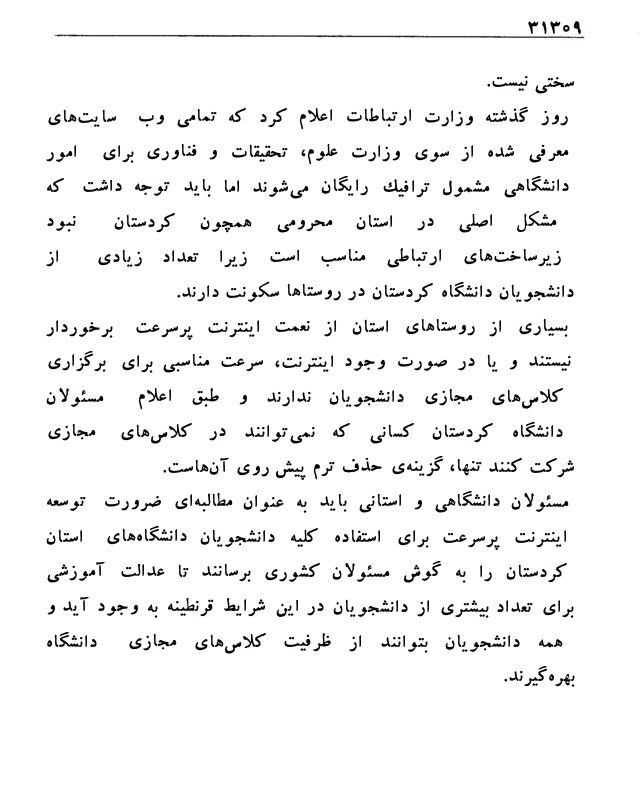 ۳۱۳۰۹
سختی نیست.
روز گذشته وزارت ارتباطات اعلام کرد که تمامی وب سایت‌های
معرفی شده از سوی وزارت علوم، تحقیقات و فناوری برای امور
دانشگاهی مشمول ترافیك رایگان می‌شوند اما باید توجه داشت که
مشکل اصلی در استان محرومی همچون کردستان نبود
زیرساخت‌های ارتباطی مناسب است زیرا تعداد زیادی از
دانشجویان دانشگاه کردستان در روستاها سکونت دارند.
بسیاری از روستاهای استان از نعمت اینترنت پرسرعت برخوردار
نیستند و یا در صورت وجود اینترنت، سرعت مناسبی برای برگزاری
کلاس‌های مجازی دانشجویان ندارند و طبق اعلام مسئولان
دانشگاه کردستان کسانی که نمی‌توانند در کلاس‌های مجازی
شرکت کنند تنها، گزینه‌ی حذف ترم پیش روی آن‌هاست.
مسئولان دانشگاهی و استانی باید به عنوان مطالبه‌ای ضرورت توسعه
اینترنت پرسرعت برای استفاده کلیه دانشجویان دانشگاه‌های استان
کردستان را به گوش مسئولان کشوری برسانند تا عدالت آموزشی
برای تعداد بیشتری از دانشجویان در این شرایط قرنطینه به وجود آید و
همه دانشجویان بتوانند از ظرفیت کلاس‌های مجازی دانشگاه
بهره‌گیرند.